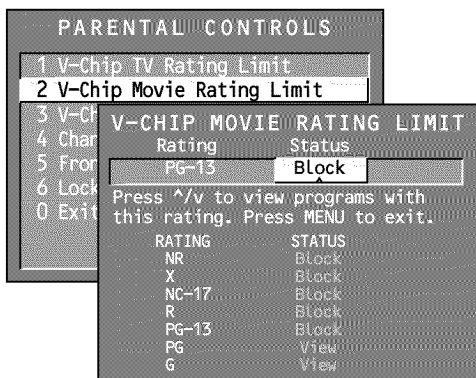 PARENTAL CONTROLS
1 V-Chip TV Rating Limit
2 V-Chip Movie Rating Limit
3 V-Ch
4 Chan
5 Fron
6 Lock
0 Exit
V-CHIP MOVIE RATING LIMIT
Rating Status
PG-13 Block
Press ^/v to view programs with
this rating. Press MENU to exit.
RATING STATUS
NR Block
X Block
NC-17 Block
R Block
PG-13 Block
PG View
G View